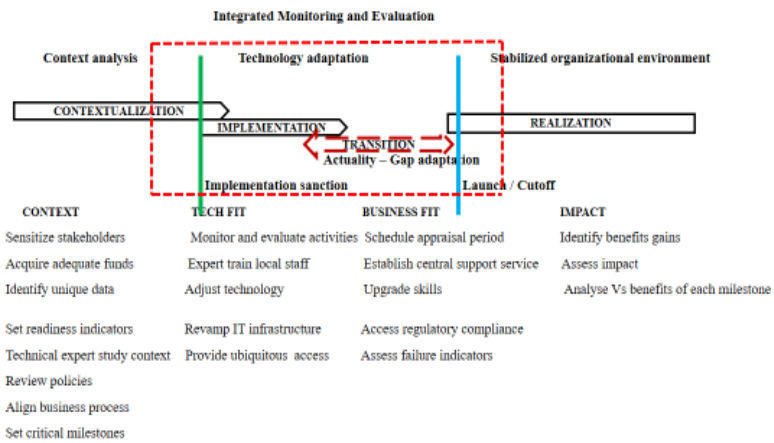 Integrated Monitoring and Evaluation
Context analysis Technology adaptation Stabilized organizational environment
CONTEXTUALIZATION
IMPLEMENTATION REALIZATION
TRANSITION
Actuality – Gap adaptation
Implementation sanction Launch / Cutoff
CONTEXT TECH FIT BUSINESS FIT IMPACT
Sensitize stakeholders Monitor and evaluate activities Schedule appraisal period Identify benefits gains
Acquire adequate funds Expert train local staff Establish central support service Assess impact
Identify unique data Adjust technology Upgrade skills Analyse Vs benefits of each milestone
Set readiness indicators Revamp IT infrastructure Access regulatory compliance
Technical expert study context Provide ubiquitous access Assess failure indicators
Review policies
Align business process
Set critical milestones